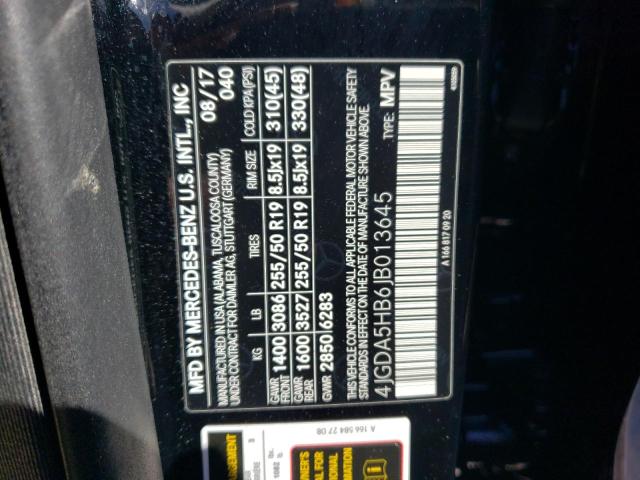 MFD BY MERCEDES-BENZ U.S. INTL., INC
08/17
040
MANUFACTURED IN USA (ALABAMA, TUSCALOOSA COUNTY)
UNDER CONTRACT FOR DAIMLER AG, STUTTGART (GERMANY)
KG LB TIRES RIM SIZE COLD KPA (PSI)
GAWR FRONT 1400 3086 255/50 R19 8.5Jx19 310(45)
GAWR REAR 1600 3527 255/50 R19 8.5Jx19 330(48)
GVWR 2850 6283
THIS VEHICLE CONFORMS TO ALL APPLICABLE FEDERAL MOTOR VEHICLE SAFETY
STANDARDS IN EFFECT ON THE DATE OF MANUFACTURE SHOWN ABOVE.
4JGDA5HB6JB013645 TYPE: MPV
A 166 817 09 20
A 166 584 27 08